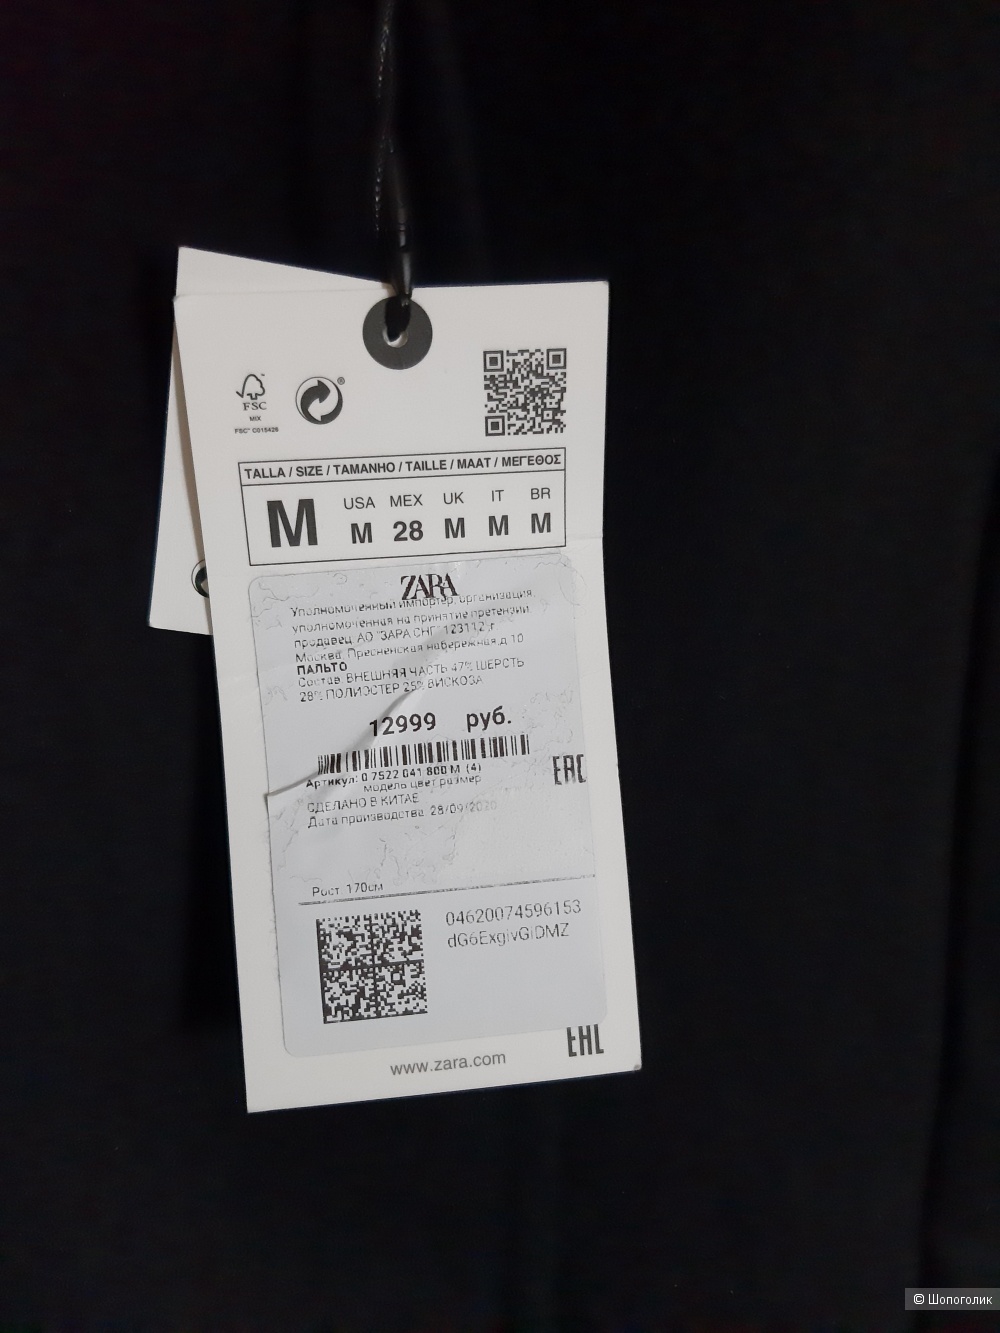 FSC
MIX
FSC® C015426
TALLA / SIZE / TAMANHO / TAILLE / MAAT / ΜΕΓΕΘΟΣ
M
USA MEX UK IT BR
M 28 M M M
ZARA
Уполномоченный импортер, организация,
уполномоченная на принятие претензий
продавец АО "ЗАРА СНГ" 123112, г.
Москва, Пресненская набережная,д 10
ПАЛЬТО
Состав ВНЕШНЯЯ ЧАСТЬ 47% ШЕРСТЬ
28% ПОЛИЭСТЕР 25% ВИСКОЗА
12999 руб.
Артикул: 0 7522 041 800 M (4)
модель цвет размер
EAC
СДЕЛАНО В КИТАЕ
Дата производства 28/09/2020
Рост 170см
04620074596153
dG6ExgivGiDMZ
EAC
www.zara.com
© Шопоголик